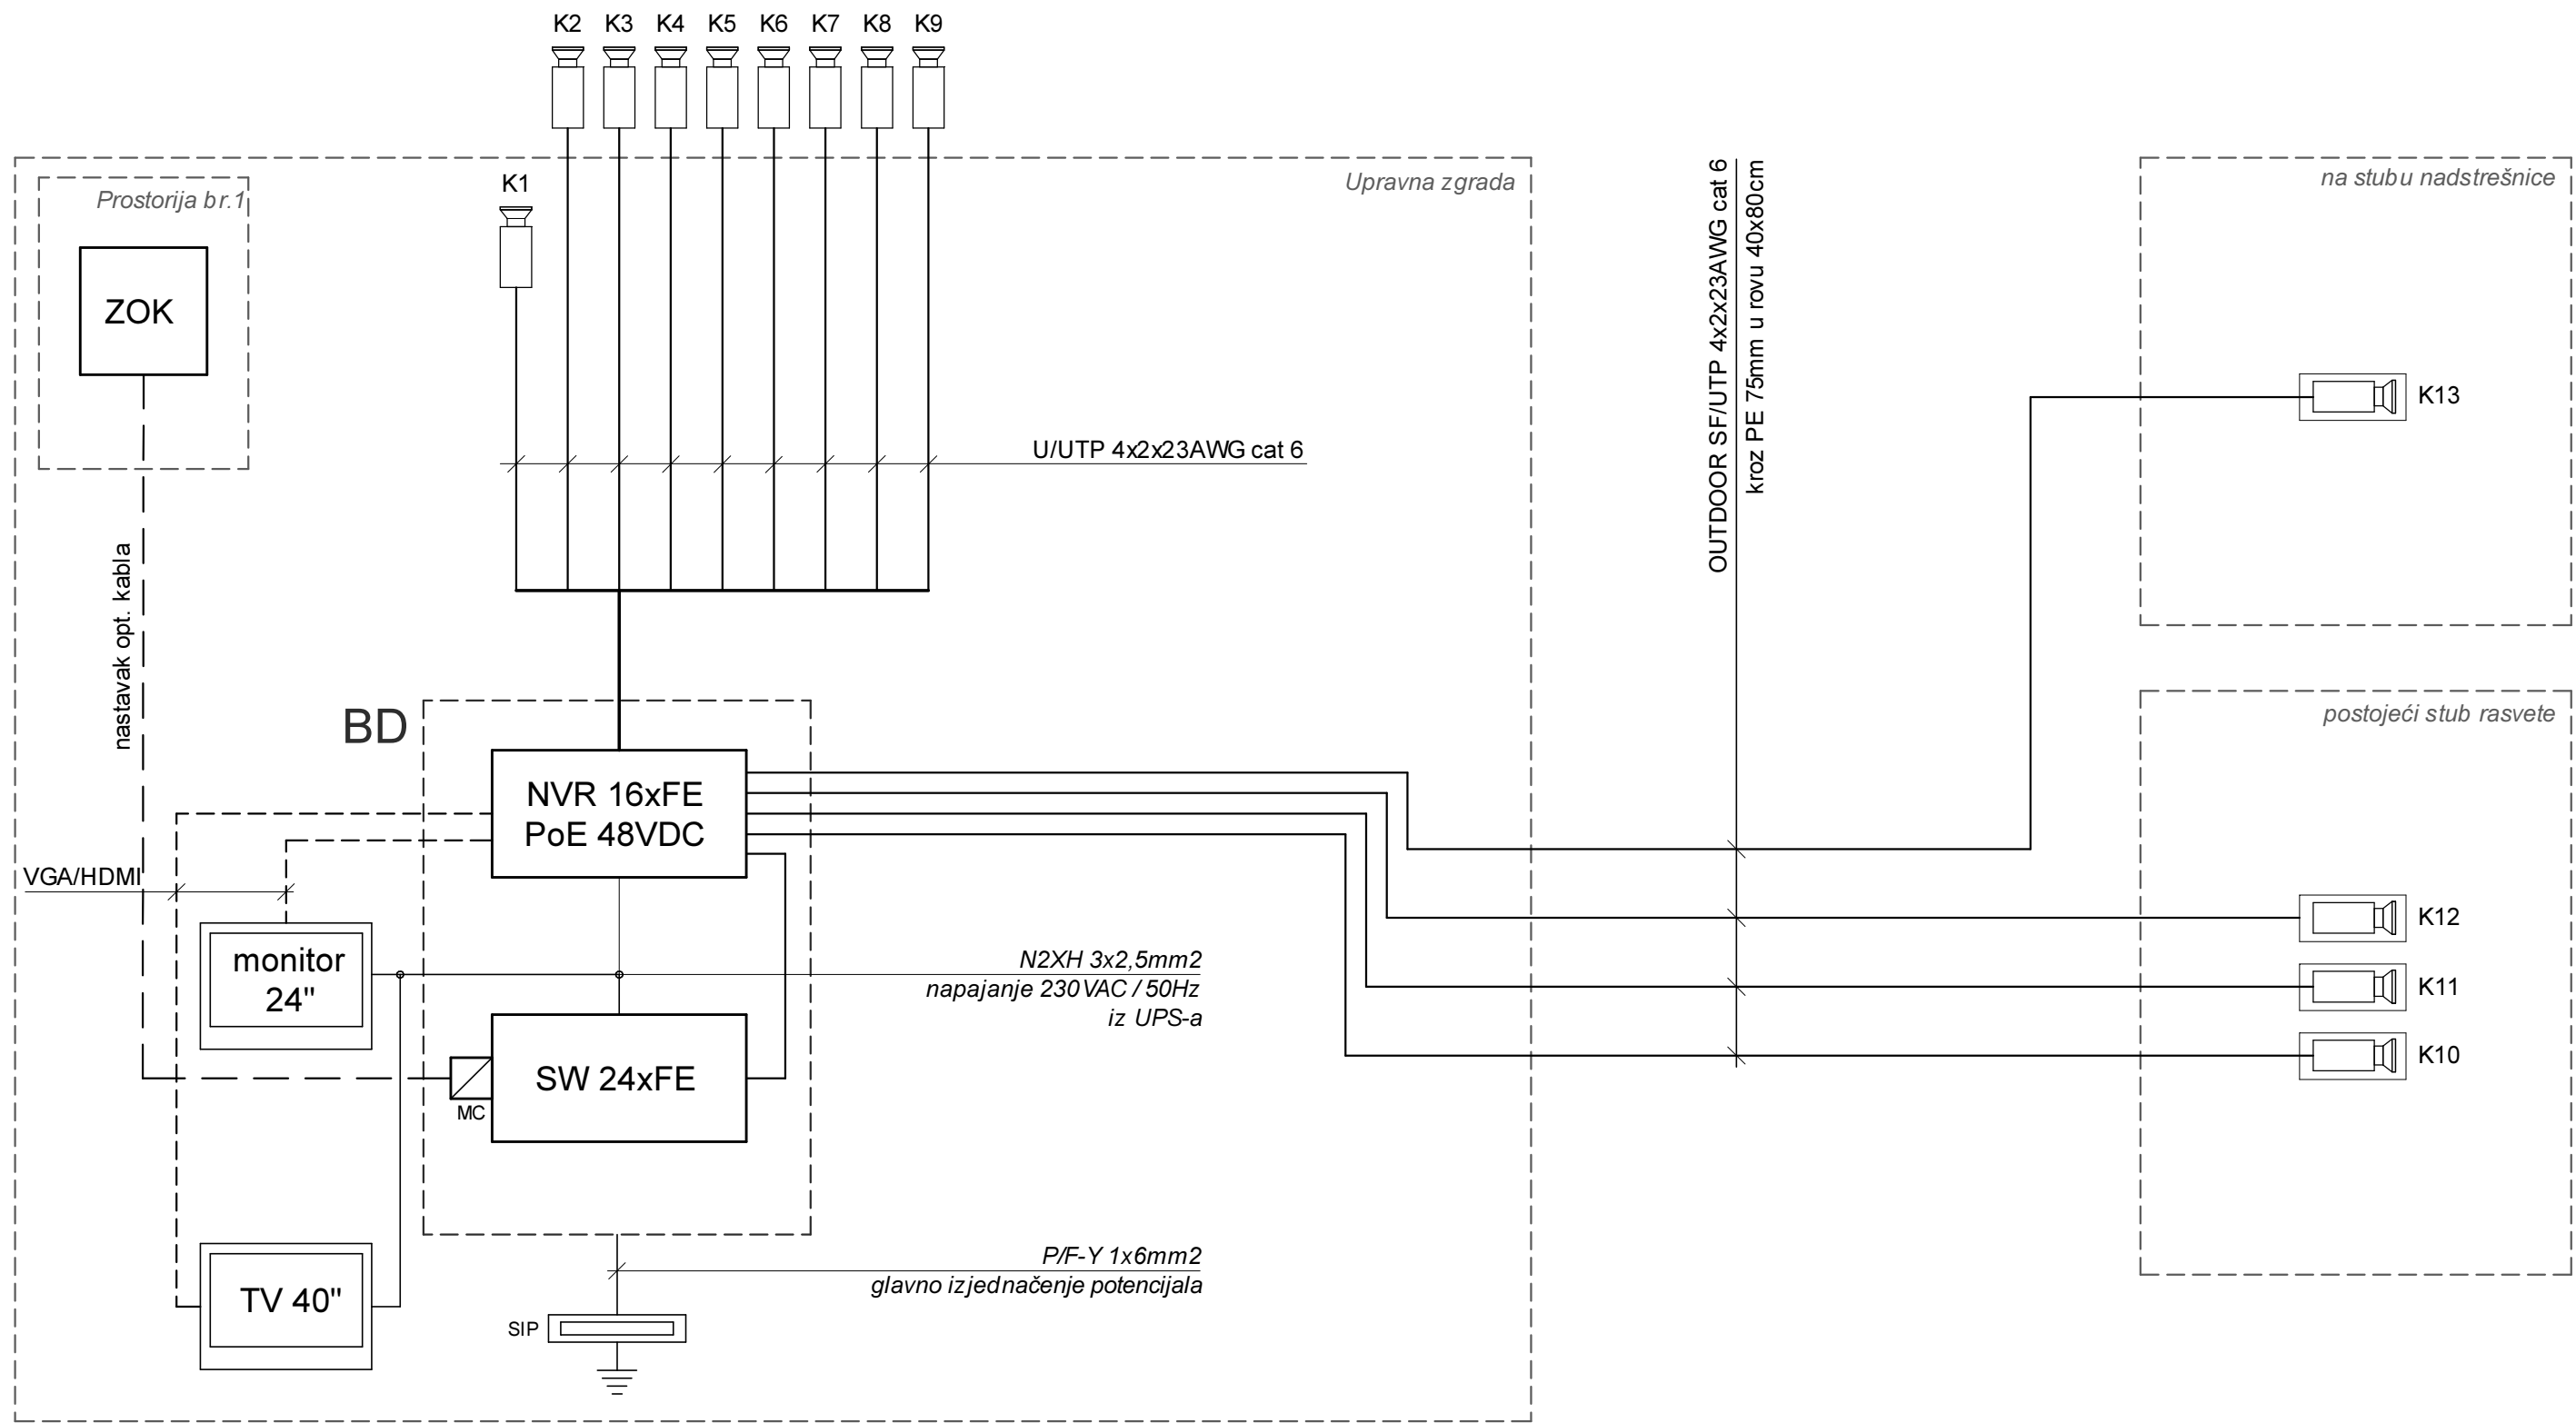 K2 K3 K4 K5 K6 K7 K8 K9
K1
Prostorija br.1
ZOK
Upravna zgrada
na stubu nadstrešnice
OUTDOOR SF/UTP 4x2x23AWG cat 6
kroz PE 75mm u rovu 40x80cm
K13
U/UTP 4x2x23AWG cat 6
nastavak opt. kabla
BD
postojeći stub rasvete
NVR 16xFE
PoE 48VDC
VGA/HDMI
K12
monitor
24"
N2XH 3x2,5mm2
napajanje 230VAC / 50Hz
iz UPS-a
K11
K10
SW 24xFE
MC
P/F-Y 1x6mm2
glavno izjednačenje potencijala
TV 40"
SIP